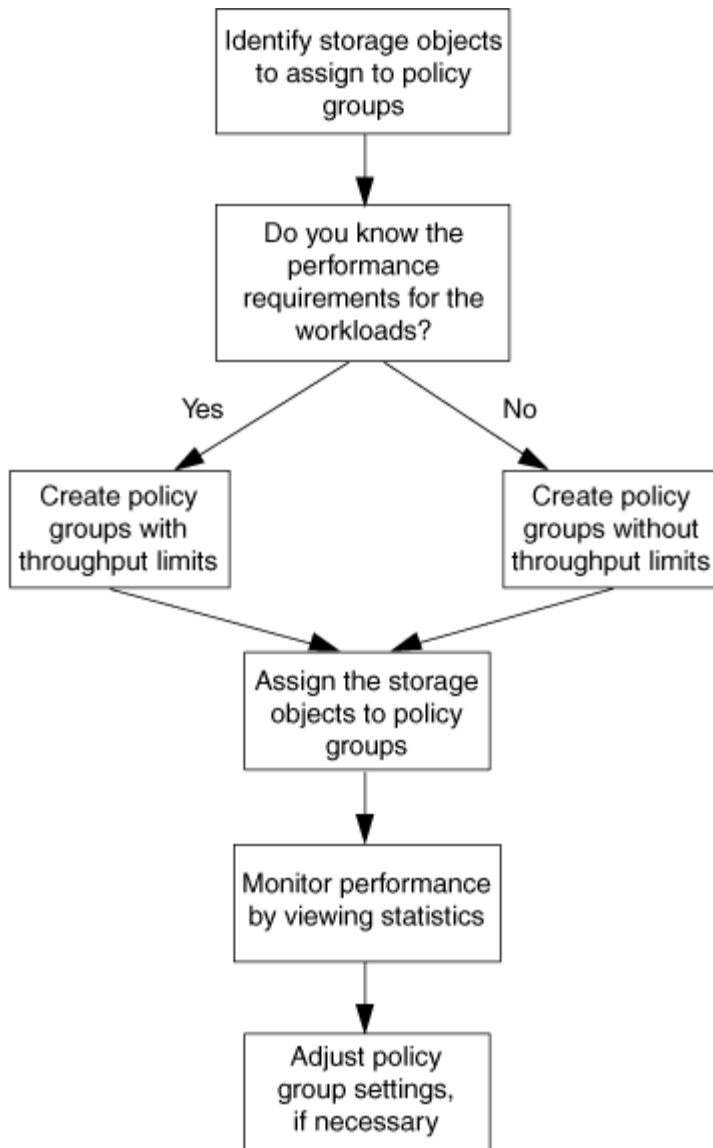 Identify storage objects
to assign to policy
groups
Do you know the
performance
requirements for the
workloads?
Yes
No
Create policy
groups with
throughput limits
Create policy
groups without
throughput limits
Assign the storage
objects to policy
groups
Monitor performance
by viewing statistics
Adjust policy
group settings,
if necessary